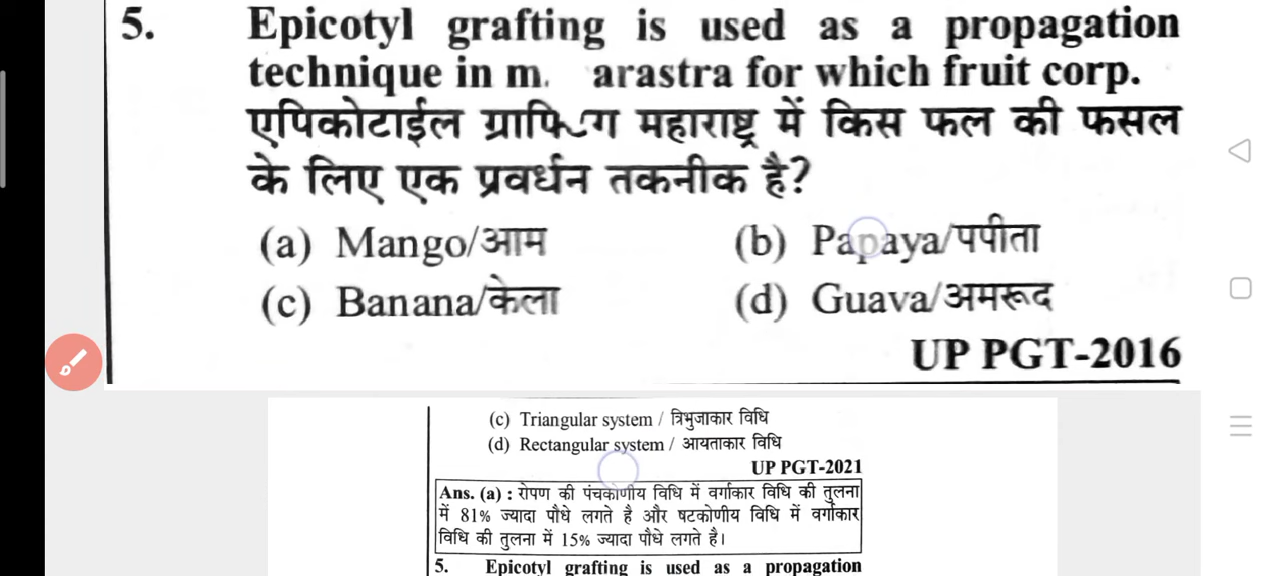 5. Epicotyl grafting is used as a propagation
technique in m. arastra for which fruit corp.
एपिकोटाईल ग्राफ्टिंग महाराष्ट्र में किस फल की फसल
के लिए एक प्रवर्धन तकनीक है?
(a) Mango/आम (b) Papaya/पपीता
(c) Banana/केला (d) Guava/अमरूद
UP PGT-2016
(c) Triangular system / त्रिभुजाकार विधि
(d) Rectangular system / आयताकार विधि
UP PGT-2021
Ans. (a) : रोपण की पंचकोणीय विधि में वर्गाकार विधि की तुलना
में 81% ज्यादा पौधे लगते है और षटकोणीय विधि में वर्गाकार
विधि की तुलना में 15% ज्यादा पौधे लगते है।
5. Epicotyl grafting is used as a propagation